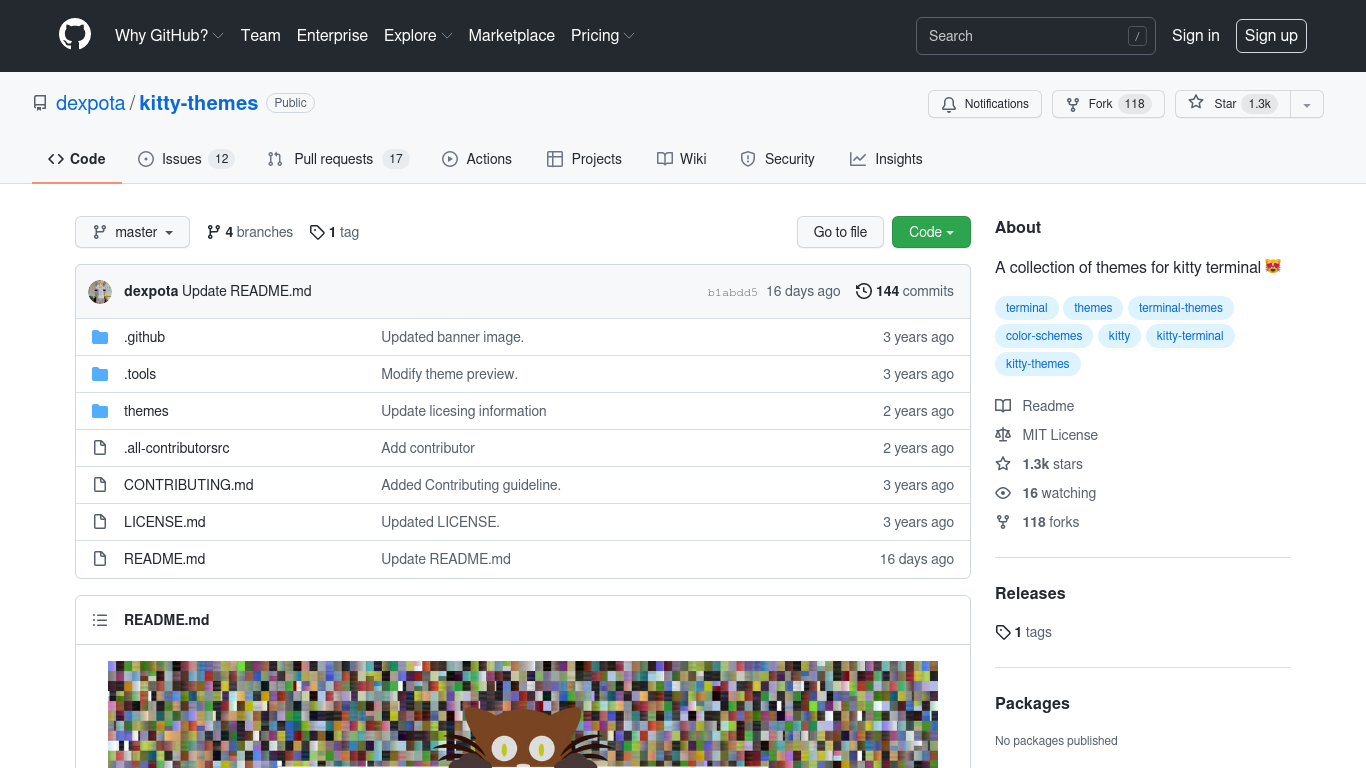 Why GitHub? Team Enterprise Explore Marketplace Pricing Search / Sign in Sign up
dexpota / kitty-themes Public Notifications Fork 118 Star 1.3k
Code Issues 12 Pull requests 17 Actions Projects Wiki Security Insights
master 4 branches 1 tag Go to file Code
dexpota Update README.md b1abdd5 16 days ago 144 commits
.github Updated banner image. 3 years ago
.tools Modify theme preview. 3 years ago
themes Update licesing information 2 years ago
.all-contributorsrc Add contributor 2 years ago
CONTRIBUTING.md Added Contributing guideline. 3 years ago
LICENSE.md Updated LICENSE. 3 years ago
README.md Update README.md 16 days ago
README.md
About
A collection of themes for kitty terminal 😻
terminal themes terminal-themes
color-schemes kitty kitty-terminal
kitty-themes
Readme
MIT License
1.3k stars
16 watching
118 forks
Releases
1 tags
Packages
No packages published